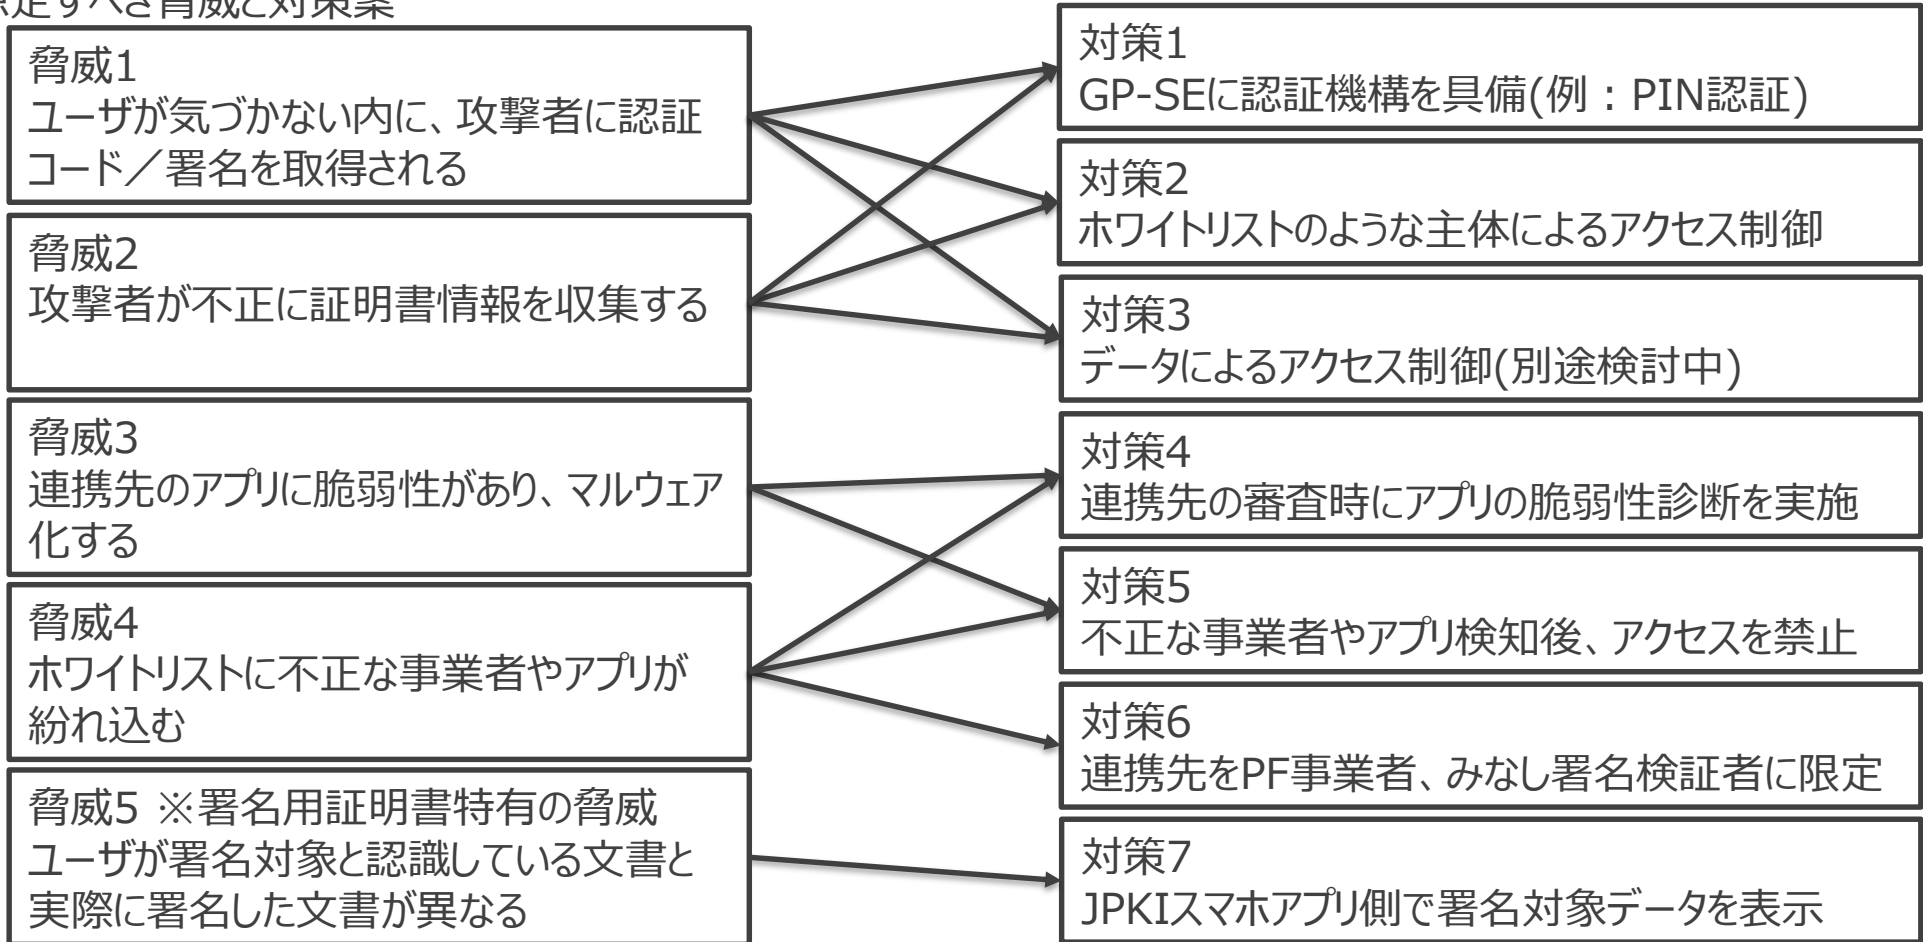 想定すべき脅威と対策案
脅威1
ユーザが気づかない内に、攻撃者に認証
コード／署名を取得される
脅威2
攻撃者が不正に証明書情報を収集する
脅威3
連携先のアプリに脆弱性があり、マルウェア
化する
脅威4
ホワイトリストに不正な事業者やアプリが
紛れ込む
脅威5 ※署名用証明書特有の脅威
ユーザが署名対象と認識している文書と
実際に署名した文書が異なる
対策1
GP-SEに認証機構を具備(例：PIN認証)
対策2
ホワイトリストのような主体によるアクセス制御
対策3
データによるアクセス制御(別途検討中)
対策4
連携先の審査時にアプリの脆弱性診断を実施
対策5
不正な事業者やアプリ検知後、アクセスを禁止
対策6
連携先をPF事業者、みなし署名検証者に限定
対策7
JPKIスマホアプリ側で署名対象データを表示